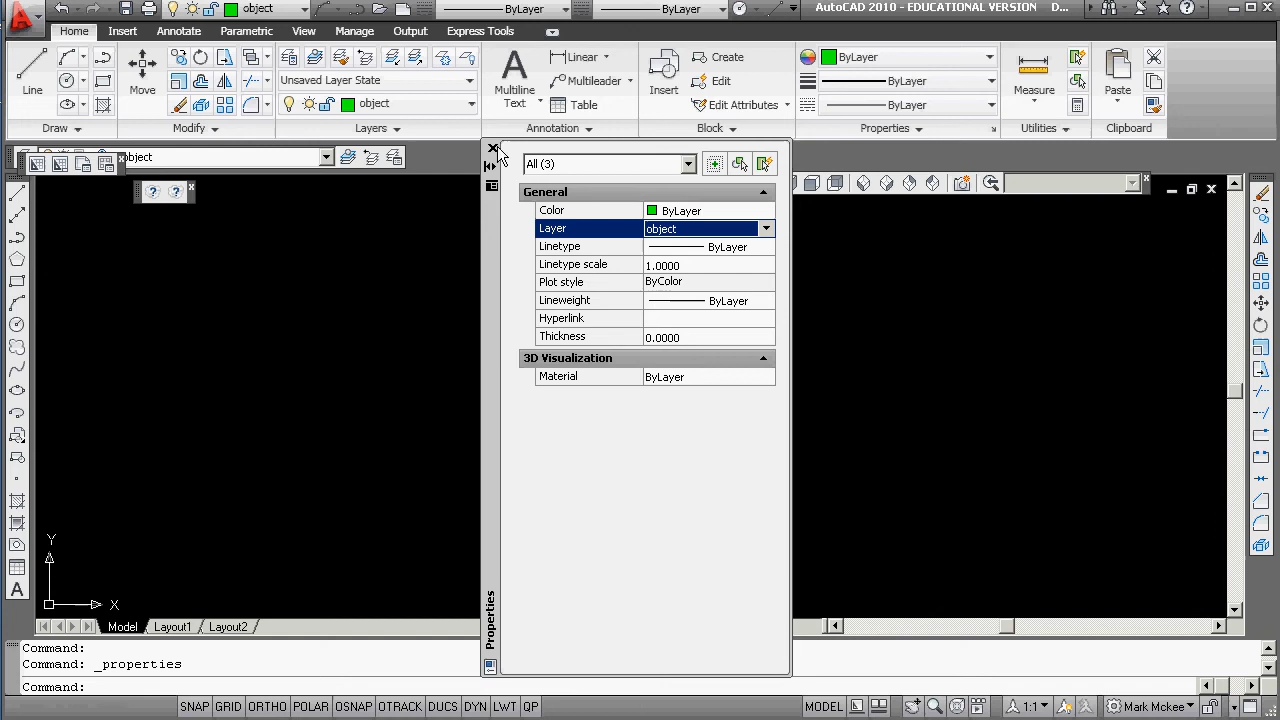 object
ByLayer
ByLayer
AutoCAD 2010 - EDUCATIONAL VERSION D...
Home Insert Annotate Parametric View Manage Output Express Tools
Line
Move
Unsaved Layer State
object
Multiline
Text
Linear
Multileader
Table
Insert
Create
Edit
Edit Attributes
ByLayer
ByLayer
ByLayer
Measure
Paste
Draw Modify Layers Annotation Block Properties Utilities Clipboard
object
All (3)
General
Color ByLayer
Layer object
Linetype ByLayer
Linetype scale 1.0000
Plot style ByColor
Lineweight ByLayer
Hyperlink
Thickness 0.0000
3D Visualization
Material ByLayer
Properties
Y
X
A
Model Layout1 Layout2
Command:
Command: _properties
Command:
SNAP GRID ORTHO POLAR OSNAP OTRACK DUCS DYN LWT QP MODEL 1:1 Mark Mckee